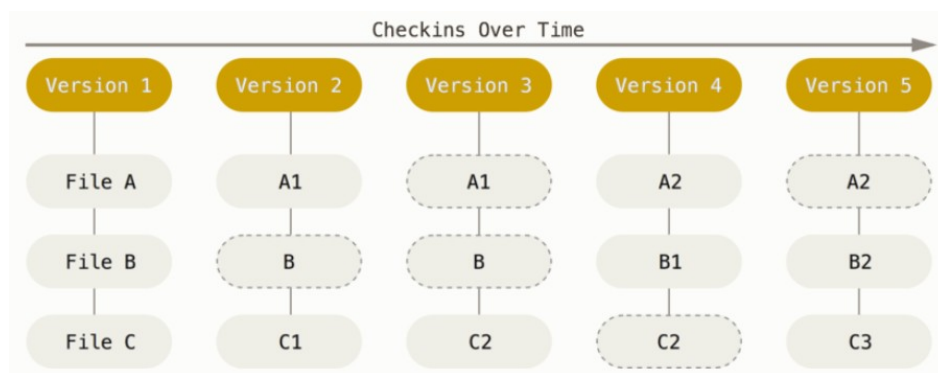 Checkins Over Time
Version 1 Version 2 Version 3 Version 4 Version 5
File A A1 A1 A2 A2
File B B B B1 B2
File C C1 C2 C2 C3